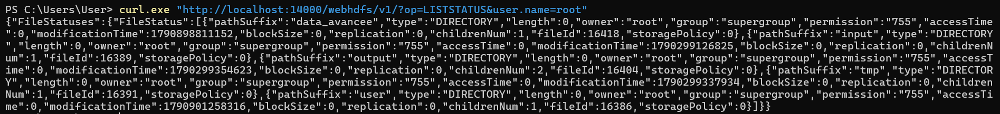 PS C:\Users\User> curl.exe "http://localhost:14000/webhdfs/v1/?op=LISTSTATUS&user.name=root"
{"FileStatuses":{"FileStatus":[{"pathSuffix":"data_avancee","type":"DIRECTORY","length":0,"owner":"root","group":"supergroup","permission":"755","accessTime
":0,"modificationTime":1790898811152,"blockSize":0,"replication":0,"childrenNum":1,"fileId":16418,"storagePolicy":0},{"pathSuffix":"input","type":"DIRECTORY
","length":0,"owner":"root","group":"supergroup","permission":"755","accessTime":0,"modificationTime":1790299126825,"blockSize":0,"replication":0,"childrenN
um":1,"fileId":16389,"storagePolicy":0},{"pathSuffix":"output","type":"DIRECTORY","length":0,"owner":"root","group":"supergroup","permission":"755","accessT
ime":0,"modificationTime":1790299354623,"blockSize":0,"replication":0,"childrenNum":2,"fileId":16404,"storagePolicy":0},{"pathSuffix":"tmp","type":"DIRECTOR
Y","length":0,"owner":"root","group":"supergroup","permission":"755","accessTime":0,"modificationTime":1790299337934,"blockSize":0,"replication":0,"children
Num":1,"fileId":16391,"storagePolicy":0},{"pathSuffix":"user","type":"DIRECTORY","length":0,"owner":"root","group":"supergroup","permission":"755","accessTi
me":0,"modificationTime":1790901258316,"blockSize":0,"replication":0,"childrenNum":1,"fileId":16386,"storagePolicy":0}]}}